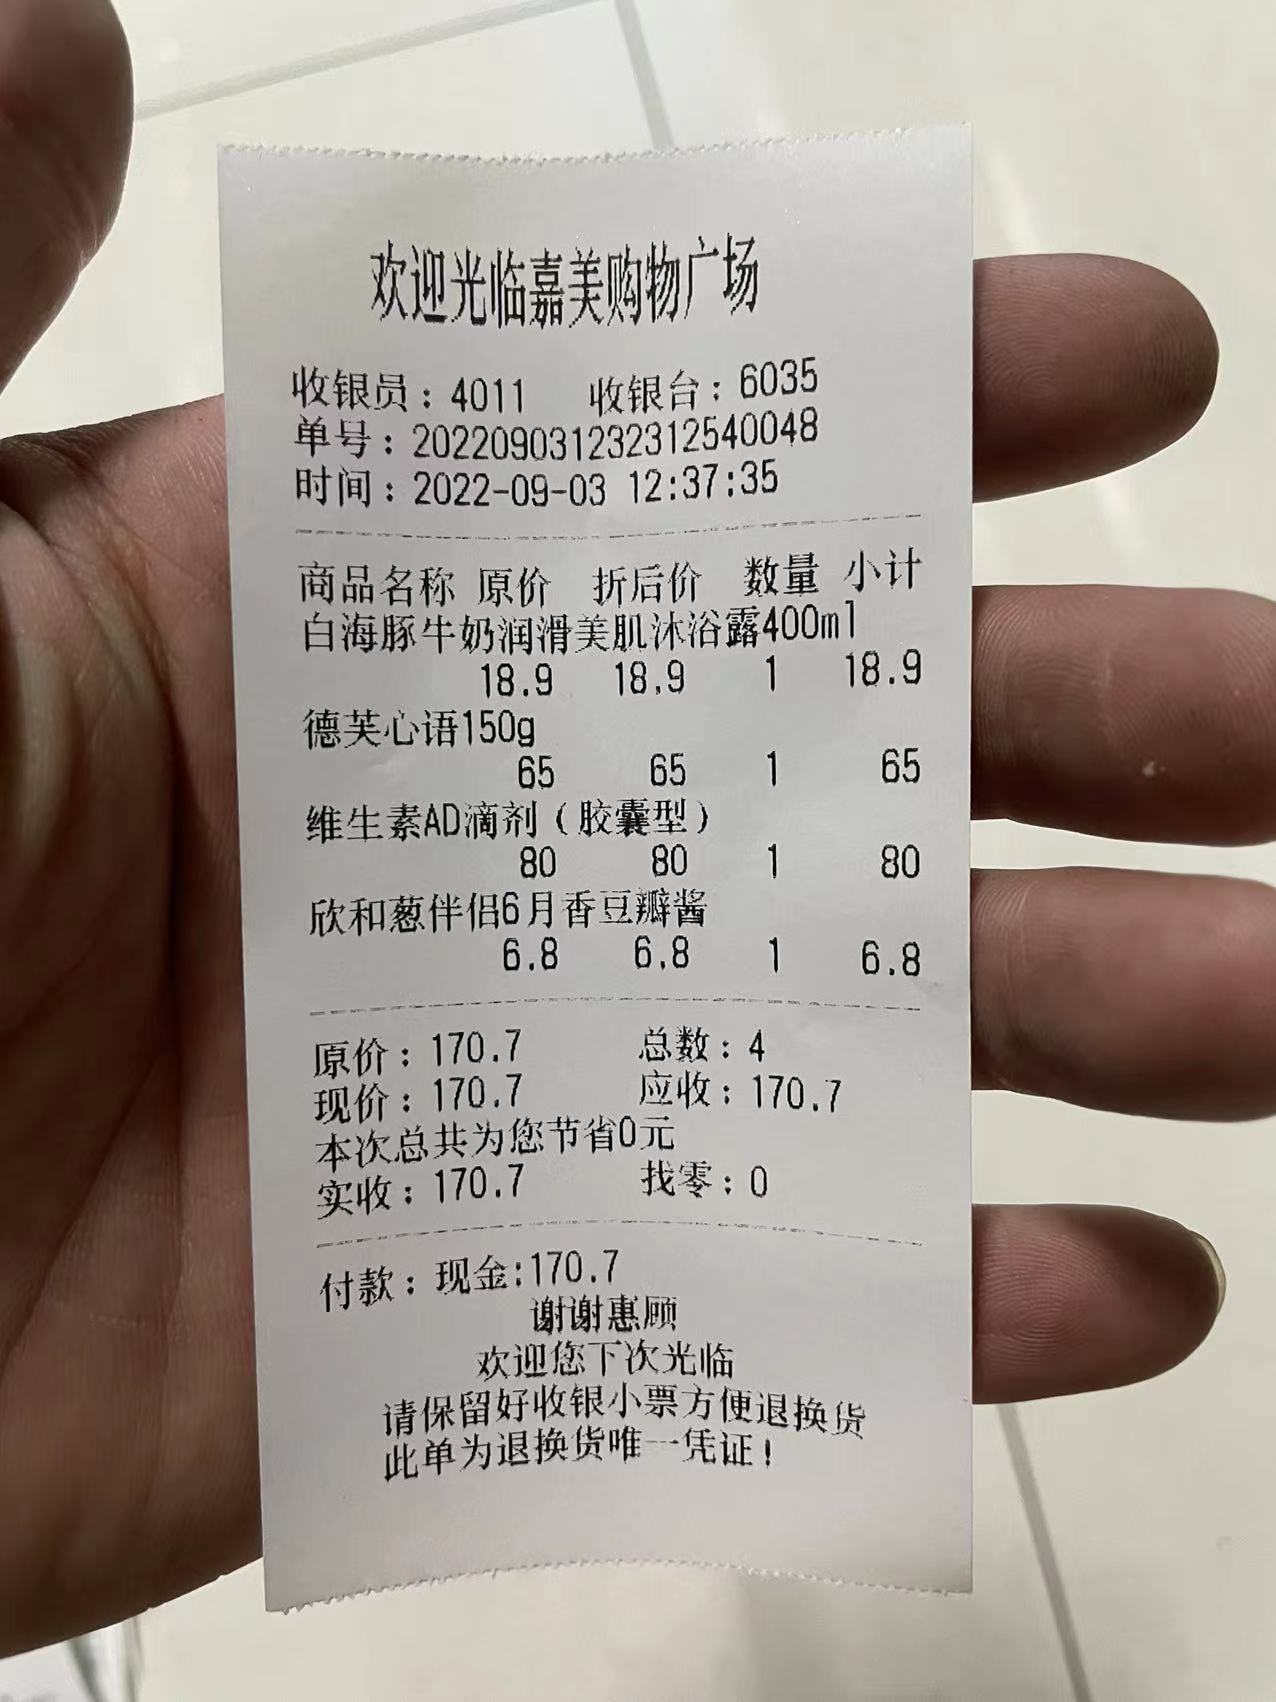 欢迎光临嘉美购物广场
收银员：4011 收银台：6035
单号：202209031232312540048
时间：2022-09-03 12:37:35
商品名称 原价 折后价 数量 小计
白海豚牛奶润滑美肌沐浴露400ml
18.9 18.9 1 18.9
德芙心语150g
65 65 1 65
维生素AD滴剂（胶囊型）
80 80 1 80
欣和葱伴侣6月香豆瓣酱
6.8 6.8 1 6.8
原价：170.7 总数：4
现价：170.7 应收：170.7
本次总共为您节省0元
实收：170.7 找零：0
付款：现金:170.7
谢谢惠顾
欢迎您下次光临
请保留好收银小票方便退换货
此单为退换货唯一凭证！